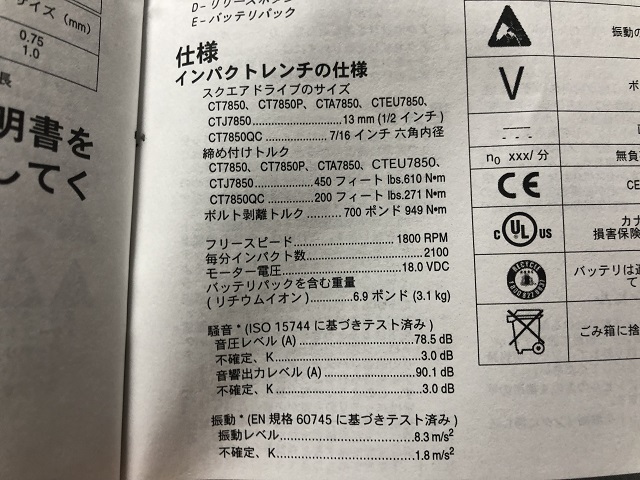 サイズ (mm)
0.75
1.0
長
明書を
してく
E-バッテリパック
仕様
インパクトレンチの仕様
スクエアドライブのサイズ
CT7850、 CT7850P、 CTA7850、 CTEU7850、
CTJ7850..............................13 mm (1/2 インチ)
CT7850QC ....................7/16 インチ 六角内径
締め付けトルク
CT7850、 CT7850P、 CTA7850、 CTEU7850、
CTJ7850...................450 フィート lbs.610 N•m
CT7850QC ................200 フィート lbs.271 N•m
ボルト剥離トルク ..........700 ポンド 949 N•m
フリースピード............................1800 RPM
毎分インパクト数................................2100
モーター電圧.................................18.0 VDC
バッテリパックを含む重量
(リチウムイオン)..............6.9 ポンド (3.1 kg)
騒音 * (ISO 15744 に基づきテスト済み)
音圧レベル (A) ....................................78.5 dB
不確定、K...........................................3.0 dB
音響出力レベル (A) ............................90.1 dB
不確定、K...........................................3.0 dB
振動 * (EN 規格 60745 に基づきテスト済み)
振動レベル........................................8.3 m/s²
不確定、K.........................................1.8 m/s²
振動の
V
ボ
n₀ xxx/ 分
無負
CE
CE
C UL US
カナ
損害保険
RECYCLE
バッテリは適
て
ごみ箱に捨